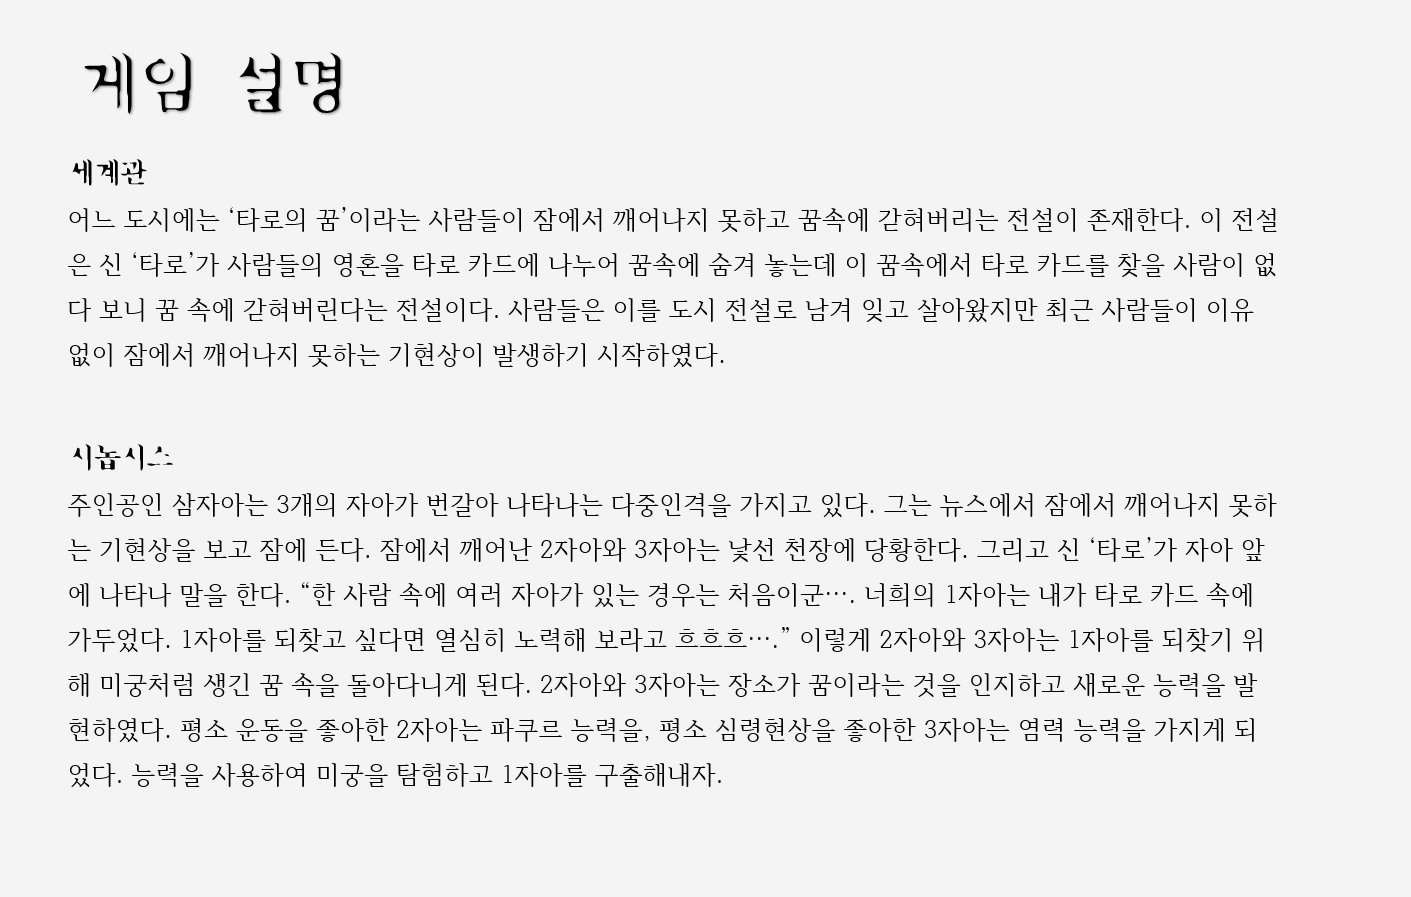 게임 설명
세계관
어느 도시에는 ‘타로의 꿈’이라는 사람들이 잠에서 깨어나지 못하고 꿈속에 갇혀버리는 전설이 존재한다. 이 전설
은 신 ‘타로’가 사람들의 영혼을 타로 카드에 나누어 꿈속에 숨겨 놓는데 이 꿈속에서 타로 카드를 찾을 사람이 없
다 보니 꿈 속에 갇혀버린다는 전설이다. 사람들은 이를 도시 전설로 남겨 잊고 살아왔지만 최근 사람들이 이유
없이 잠에서 깨어나지 못하는 기현상이 발생하기 시작하였다.
시놉시스
주인공인 삼자아는 3개의 자아가 번갈아 나타나는 다중인격을 가지고 있다. 그는 뉴스에서 잠에서 깨어나지 못하
는 기현상을 보고 잠에 든다. 잠에서 깨어난 2자아와 3자아는 낯선 천장에 당황한다. 그리고 신 ‘타로’가 자아 앞
에 나타나 말을 한다. “한 사람 속에 여러 자아가 있는 경우는 처음이군…. 너희의 1자아는 내가 타로 카드 속에
가두었다. 1자아를 되찾고 싶다면 열심히 노력해 보라고 흐흐흐….” 이렇게 2자아와 3자아는 1자아를 되찾기 위
해 미궁처럼 생긴 꿈 속을 돌아다니게 된다. 2자아와 3자아는 장소가 꿈이라는 것을 인지하고 새로운 능력을 발
현하였다. 평소 운동을 좋아한 2자아는 파쿠르 능력을, 평소 심령현상을 좋아한 3자아는 염력 능력을 가지게 되
었다. 능력을 사용하여 미궁을 탐험하고 1자아를 구출해내자.